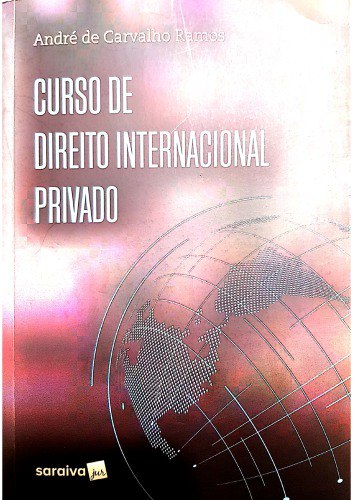 André de Carvalho Ramos
CURSO DE
DIREITO INTERNACIONAL
PRIVADO
saraiva jur